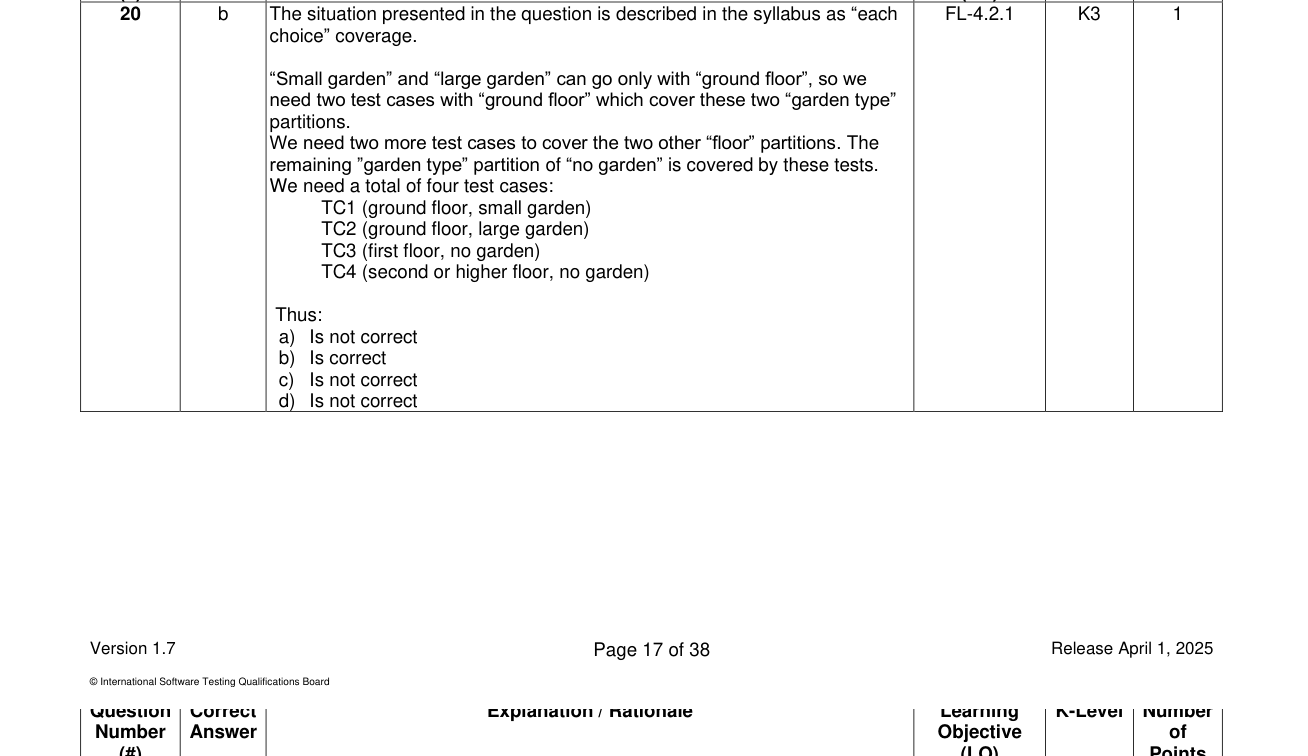 20 b The situation presented in the question is described in the syllabus as “each FL-4.2.1 K3 1
choice” coverage.
“Small garden” and “large garden” can go only with “ground floor”, so we
need two test cases with “ground floor” which cover these two “garden type”
partitions.
We need two more test cases to cover the two other “floor” partitions. The
remaining ”garden type” partition of “no garden” is covered by these tests.
We need a total of four test cases:
TC1 (ground floor, small garden)
TC2 (ground floor, large garden)
TC3 (first floor, no garden)
TC4 (second or higher floor, no garden)
Thus:
a) Is not correct
b) Is correct
c) Is not correct
d) Is not correct
Version 1.7 Page 17 of 38 Release April 1, 2025
© International Software Testing Qualifications Board
Question Correct Explanation / Rationale Learning K-Level Number
Number Answer Objective of
(#) (LO) Points